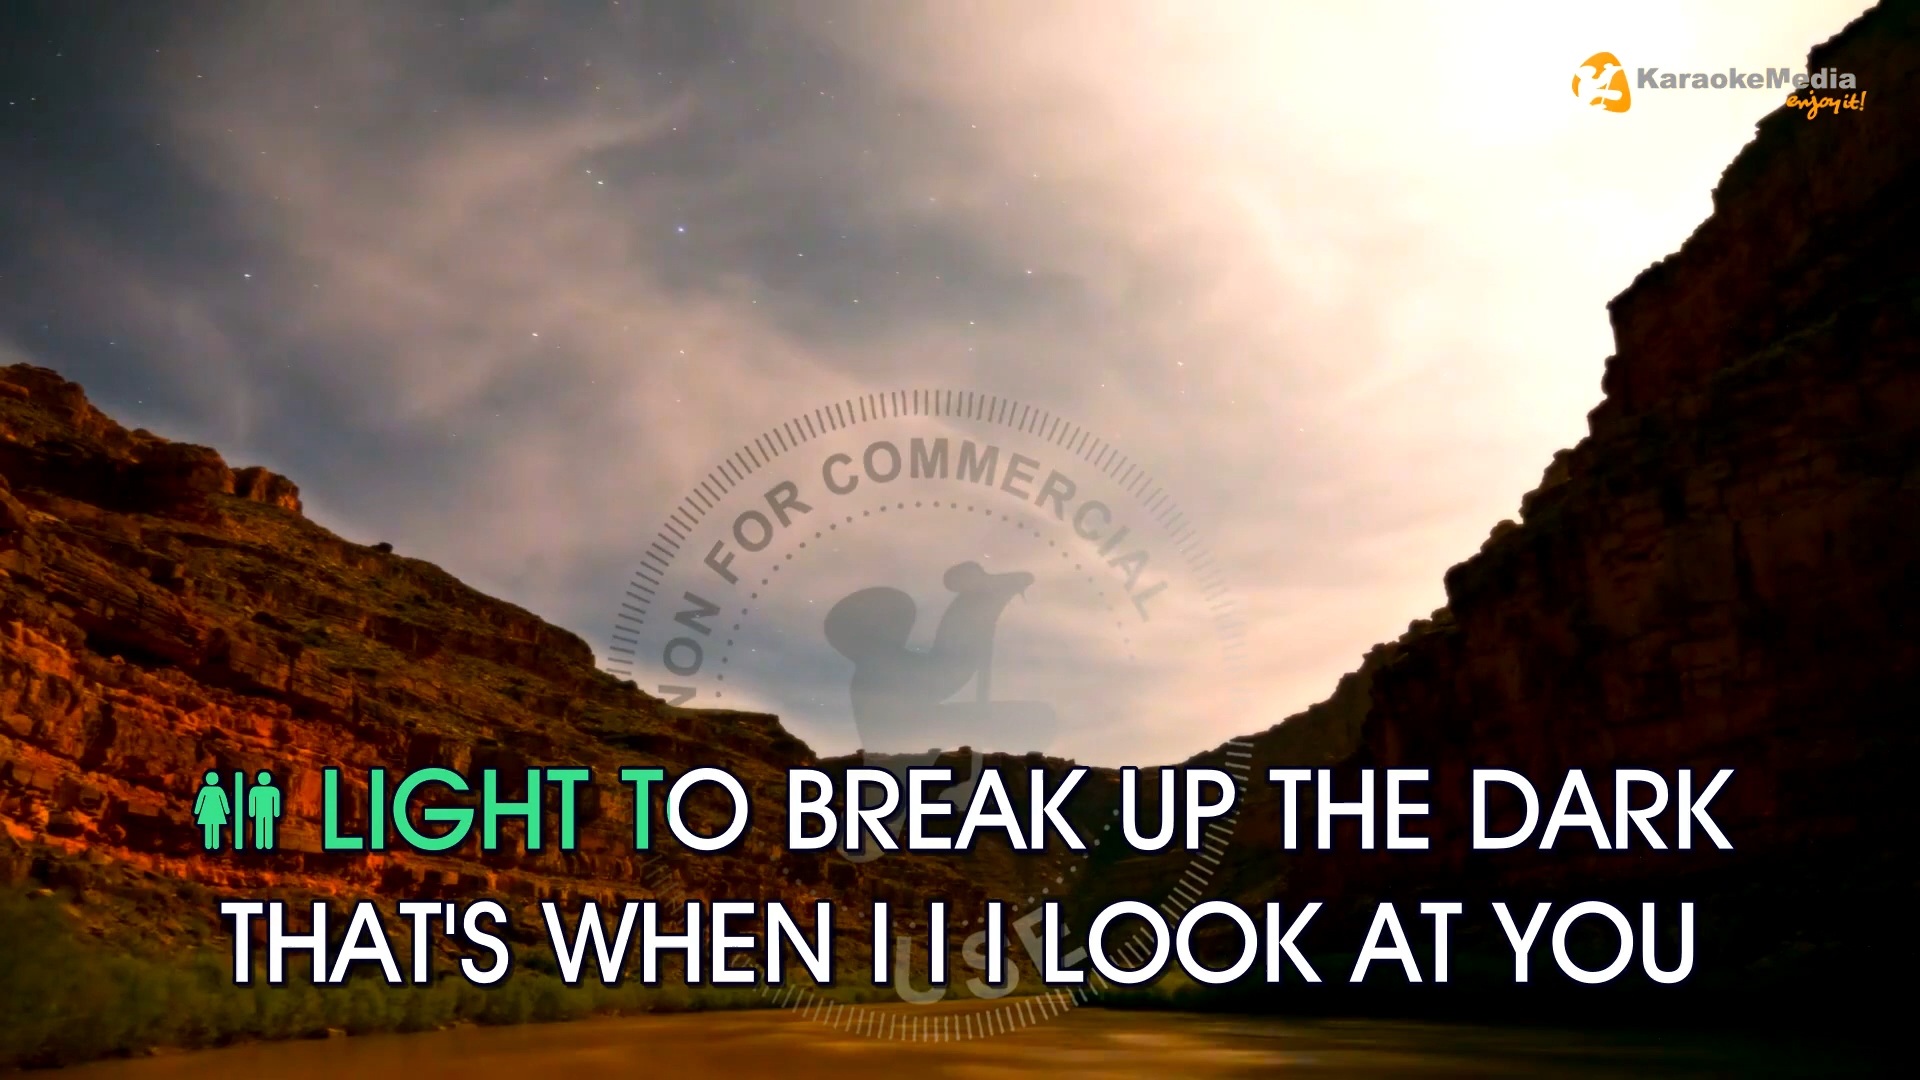 KaraokeMedia
enjoy it!
NON FOR COMMERCIAL
USE
LIGHT TO BREAK UP THE DARK
THAT'S WHEN I I I LOOK AT YOU